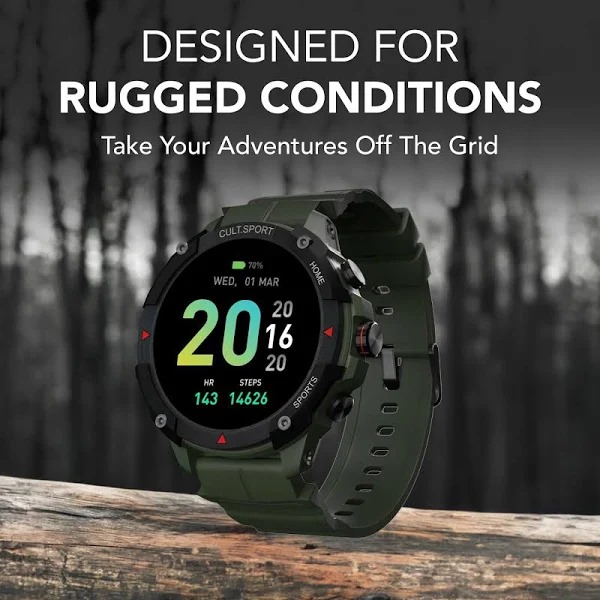 DESIGNED FOR
RUGGED CONDITIONS
Take Your Adventures Off The Grid
CULT.SPORT
HOME
70%
WED, 01 MAR
20
20
16
20
HR
STEPS
143
14626
SPORTS